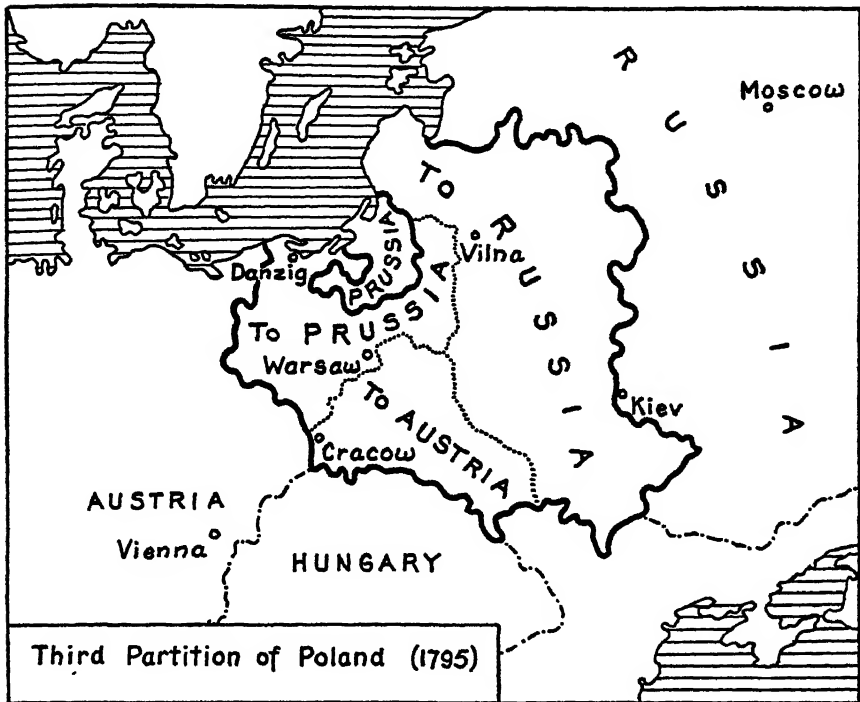 RUSSIA
Moscow
TO RUSSIA
Vilna
PRUSSIA
Danzig
PRUSSIA
To PRUSSIA
Warsaw
To AUSTRIA
Kiev
Cracow
AUSTRIA
Vienna
HUNGARY
Third Partition of Poland (1795)